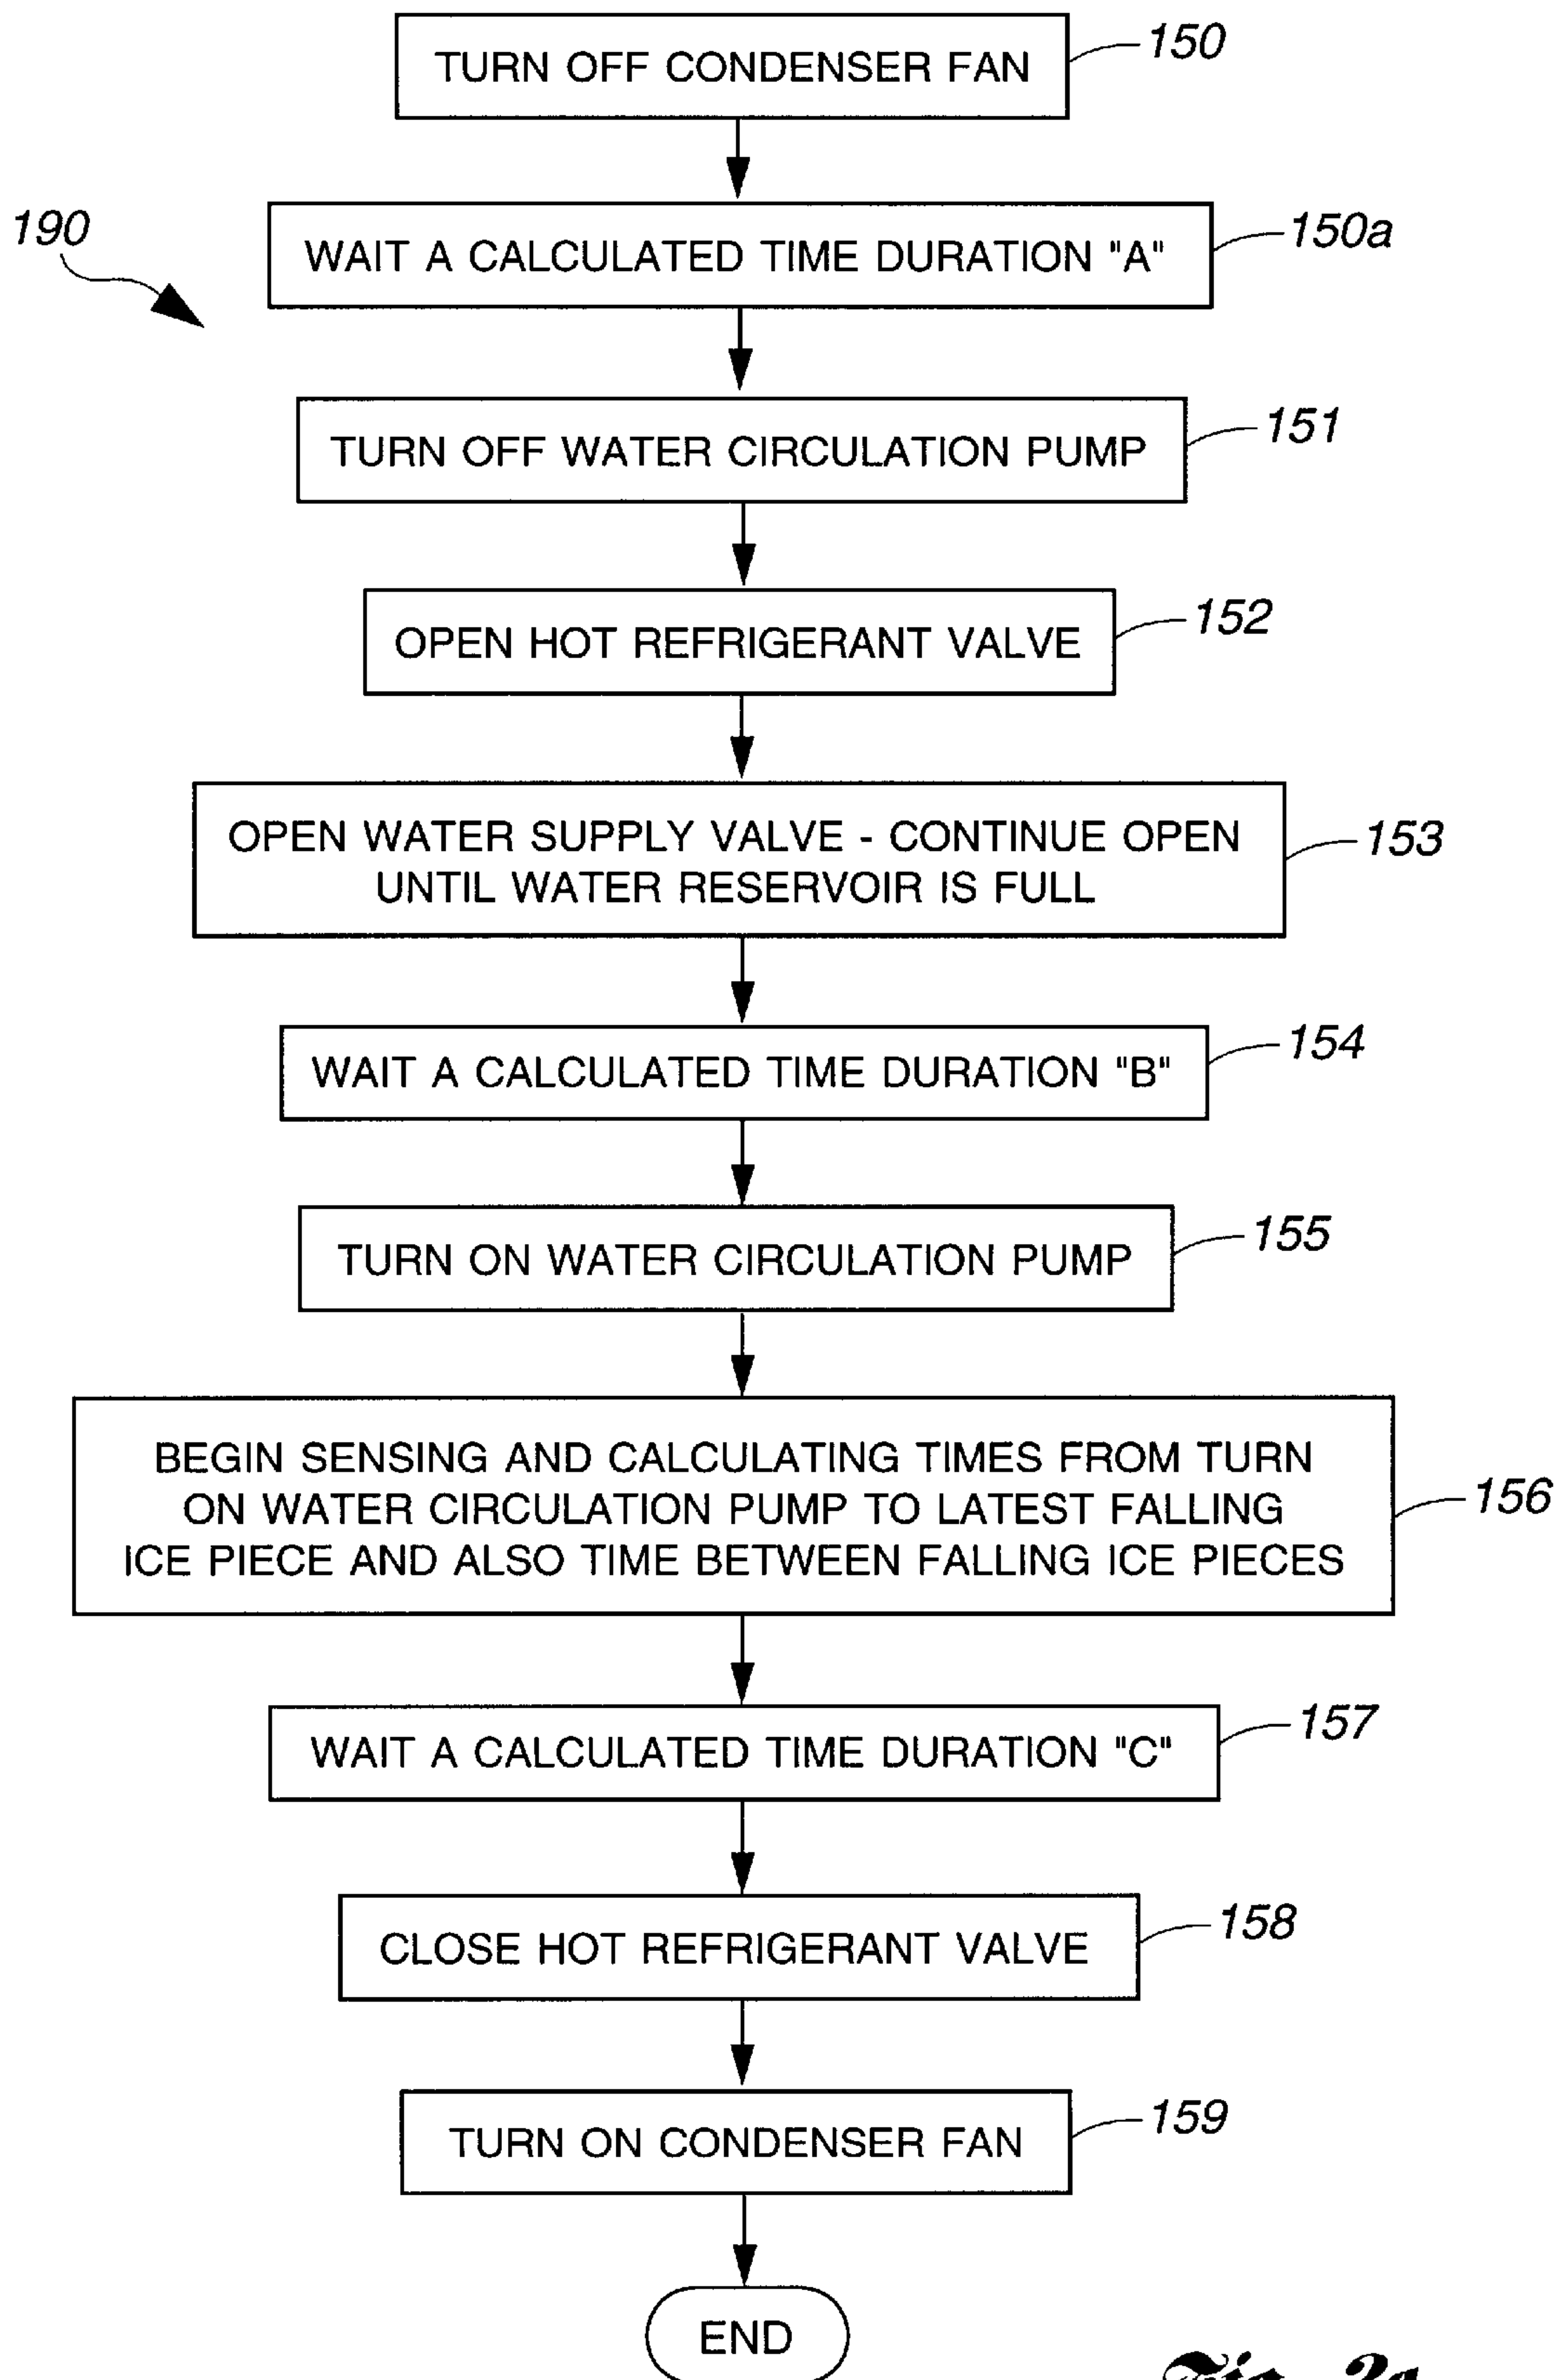 TURN OFF CONDENSER FAN
150
190
WAIT A CALCULATED TIME DURATION "A"
150a
TURN OFF WATER CIRCULATION PUMP
151
OPEN HOT REFRIGERANT VALVE
152
OPEN WATER SUPPLY VALVE - CONTINUE OPEN
UNTIL WATER RESERVOIR IS FULL
153
WAIT A CALCULATED TIME DURATION "B"
154
TURN ON WATER CIRCULATION PUMP
155
BEGIN SENSING AND CALCULATING TIMES FROM TURN
ON WATER CIRCULATION PUMP TO LATEST FALLING
ICE PIECE AND ALSO TIME BETWEEN FALLING ICE PIECES
156
WAIT A CALCULATED TIME DURATION "C"
157
CLOSE HOT REFRIGERANT VALVE
158
TURN ON CONDENSER FAN
159
END